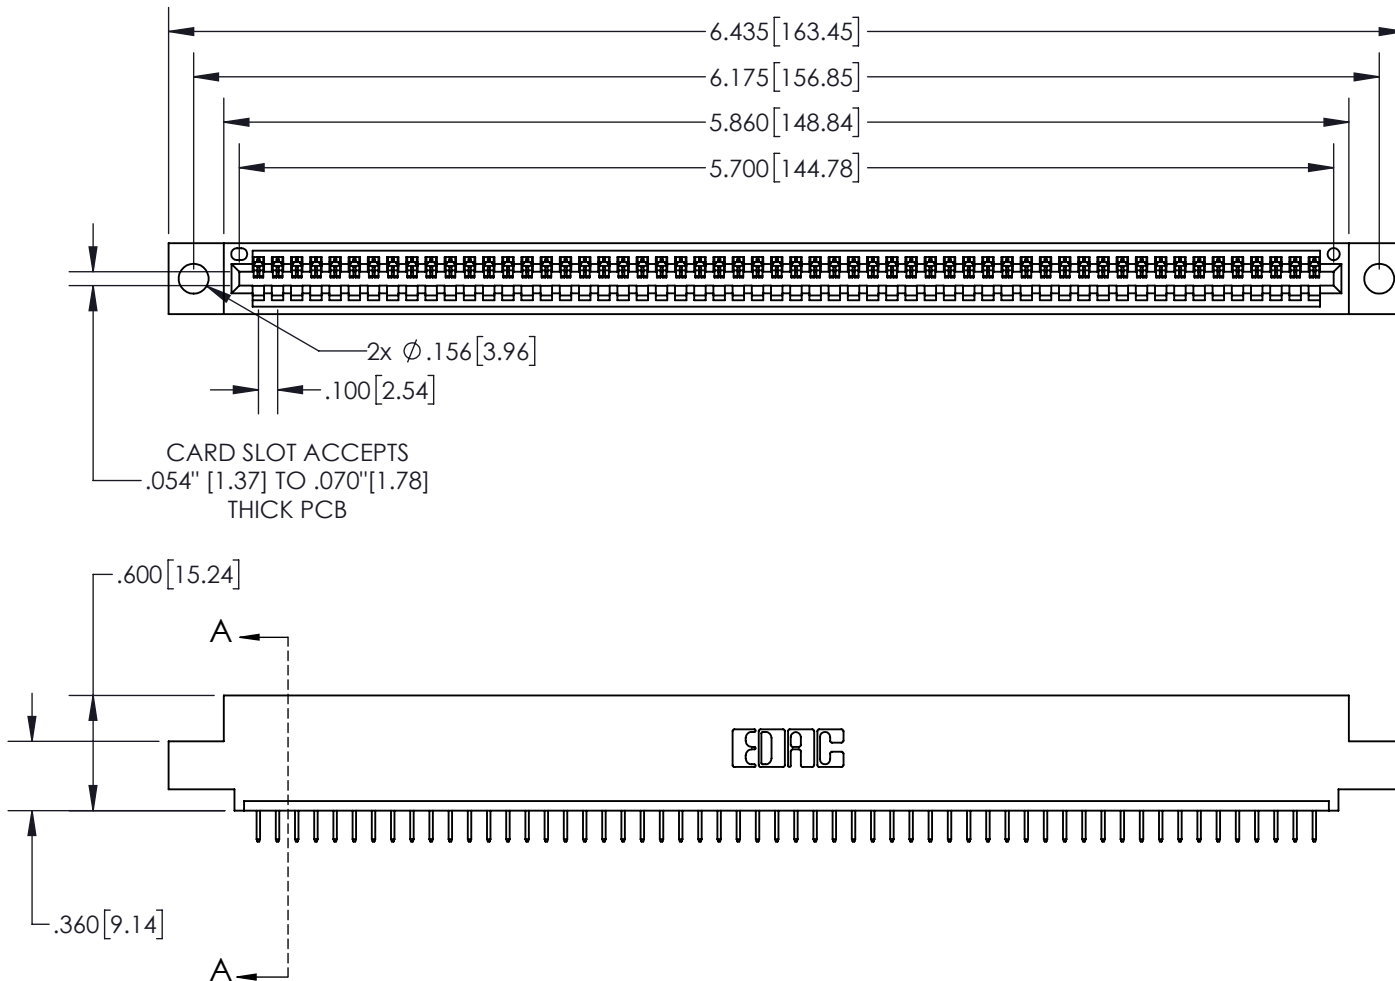 6.435[163.45]
6.175[156.85]
5.860[148.84]
5.700[144.78]
2x Ø.156[3.96]
.100[2.54]
CARD SLOT ACCEPTS
.054" [1.37] TO .070"[1.78]
THICK PCB
.600[15.24]
A
EDAC
.360[9.14]
A